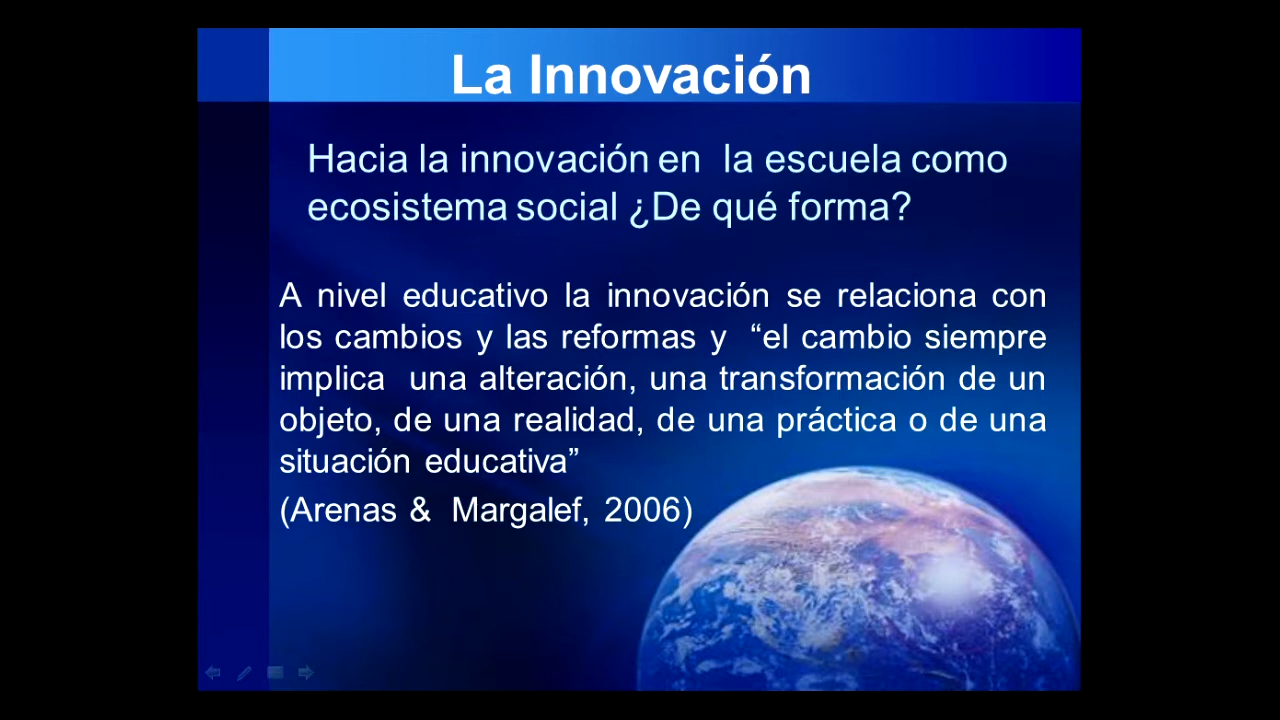 La Innovación
Hacia la innovación en la escuela como
ecosistema social ¿De qué forma?
A nivel educativo la innovación se relaciona con
los cambios y las reformas y “el cambio siempre
implica una alteración, una transformación de un
objeto, de una realidad, de una práctica o de una
situación educativa”
(Arenas & Margalef, 2006)